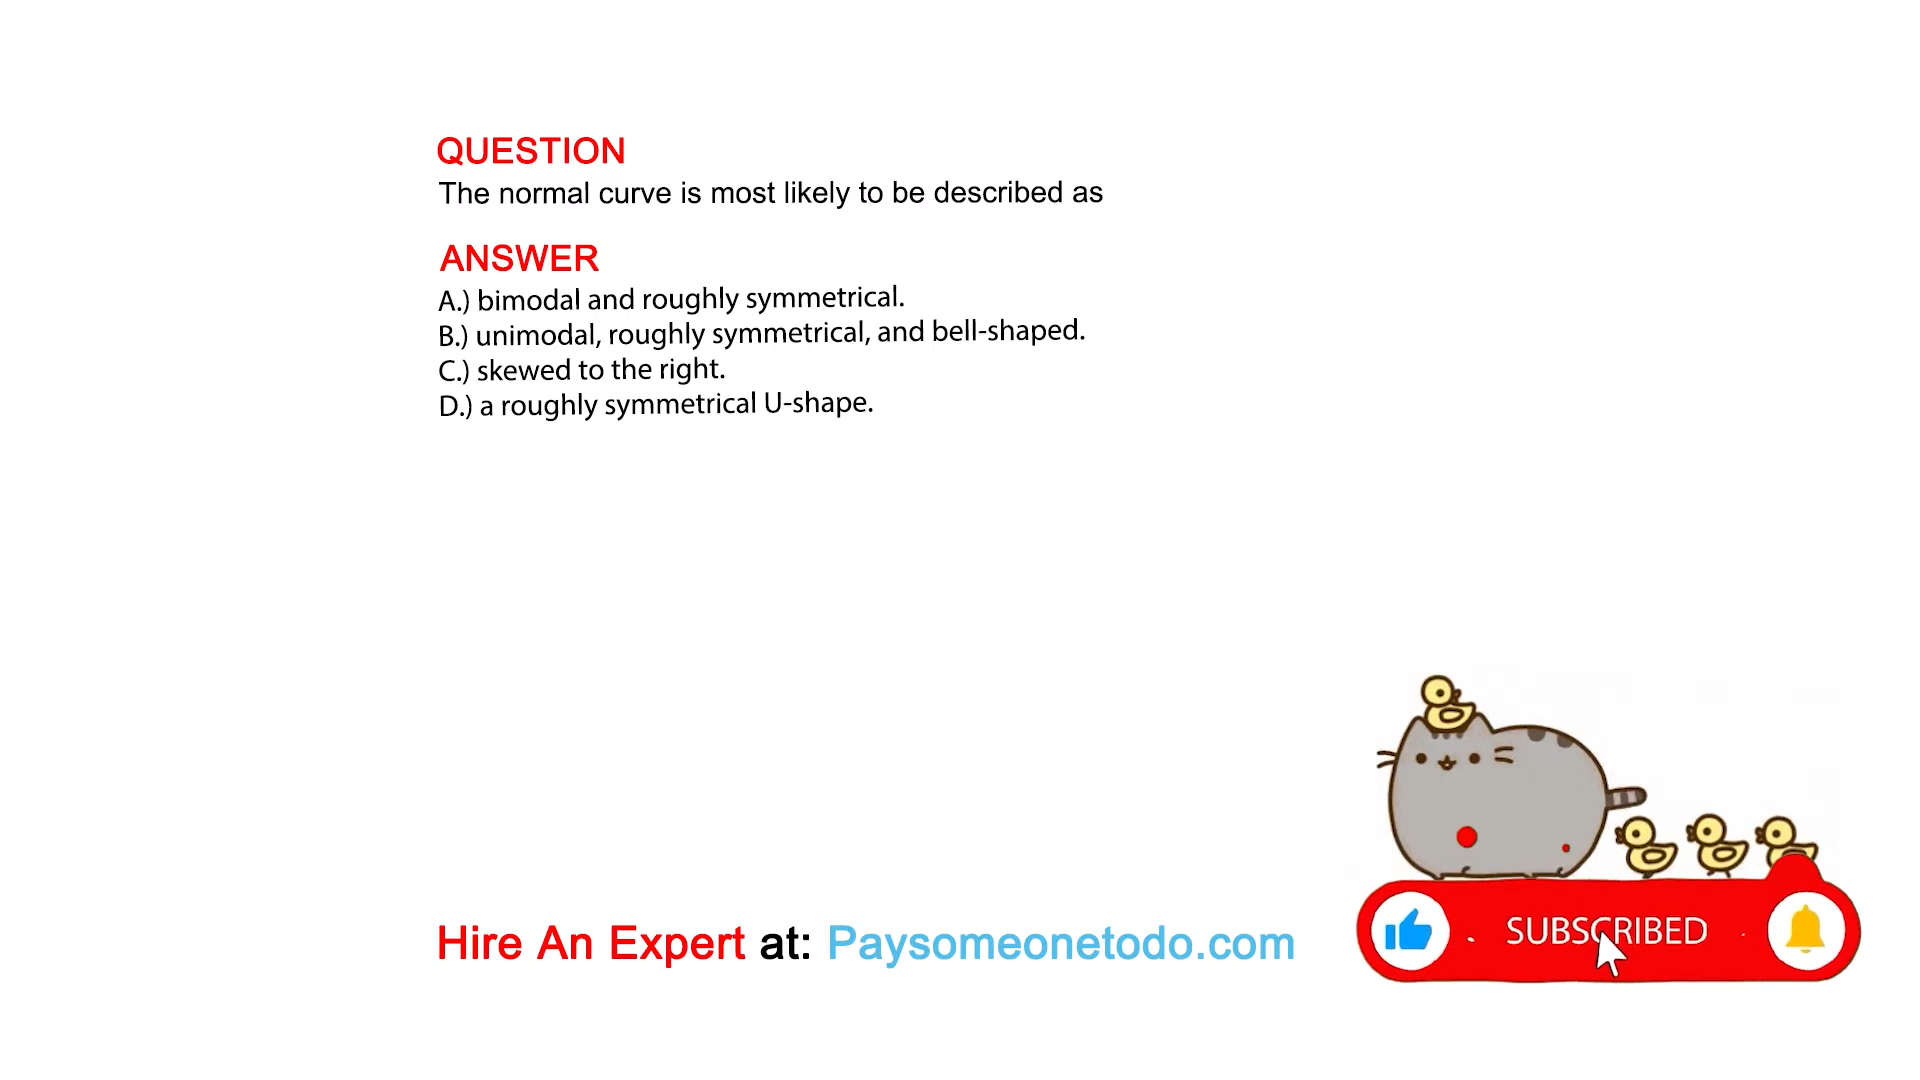 QUESTION
The normal curve is most likely to be described as
ANSWER
A.) bimodal and roughly symmetrical.
B.) unimodal, roughly symmetrical, and bell-shaped.
C.) skewed to the right.
D.) a roughly symmetrical U-shape.
Hire An Expert at: Paysomeonetodo.com
SUBSCRIBED